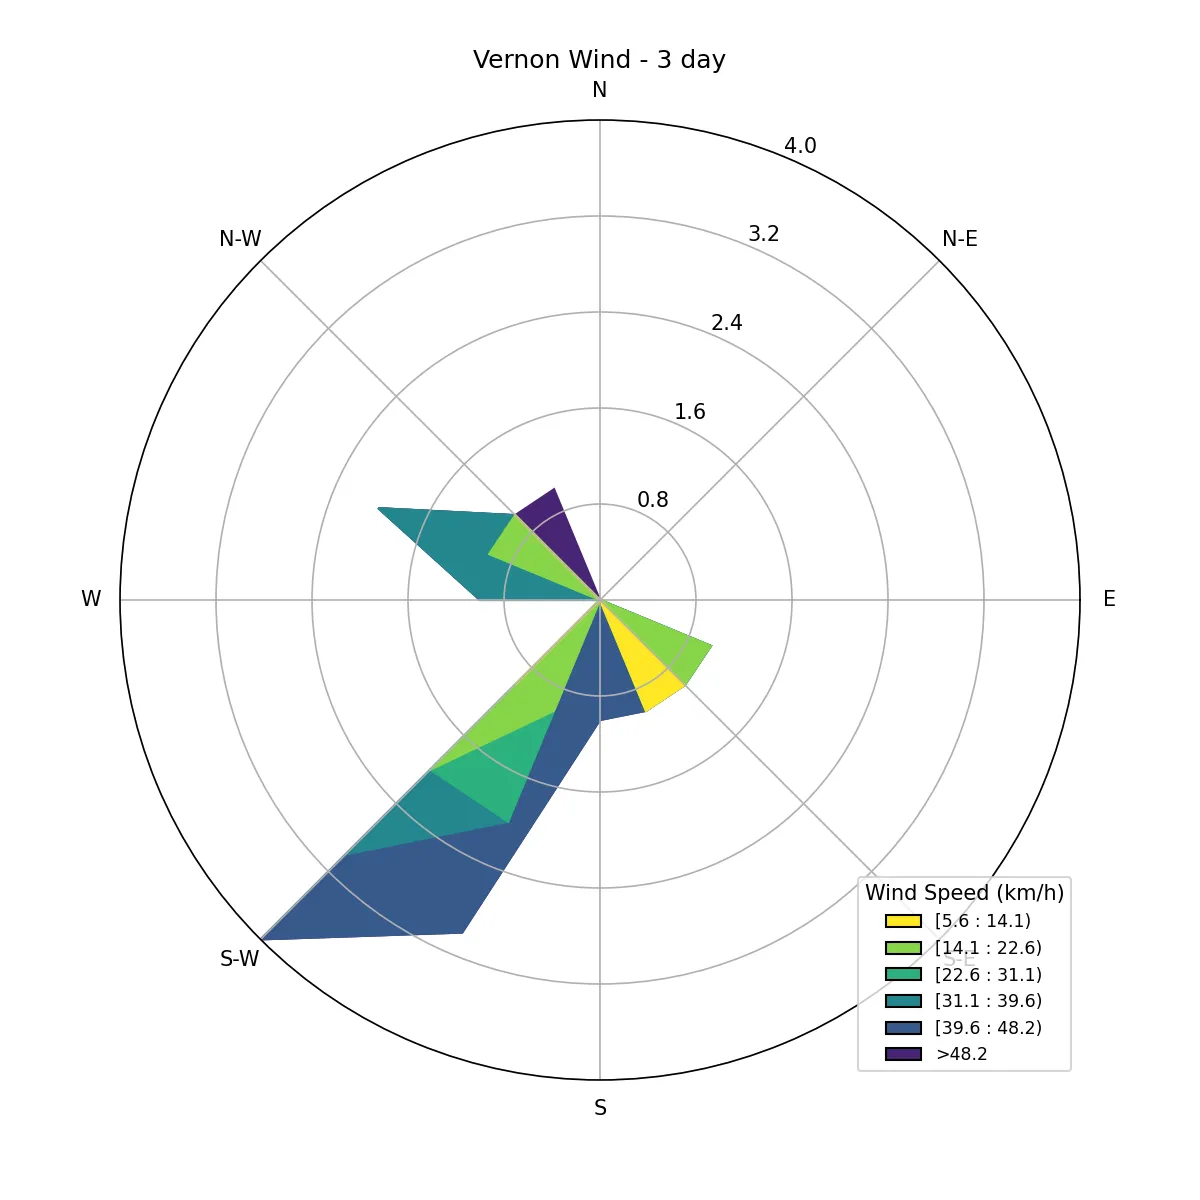 Vernon Wind - 3 day
N
4.0
N-W
3.2
N-E
2.4
1.6
0.8
W
E
S-W
S-E
S
Wind Speed (km/h)
[5.6 : 14.1)
[14.1 : 22.6)
[22.6 : 31.1)
[31.1 : 39.6)
[39.6 : 48.2)
>48.2